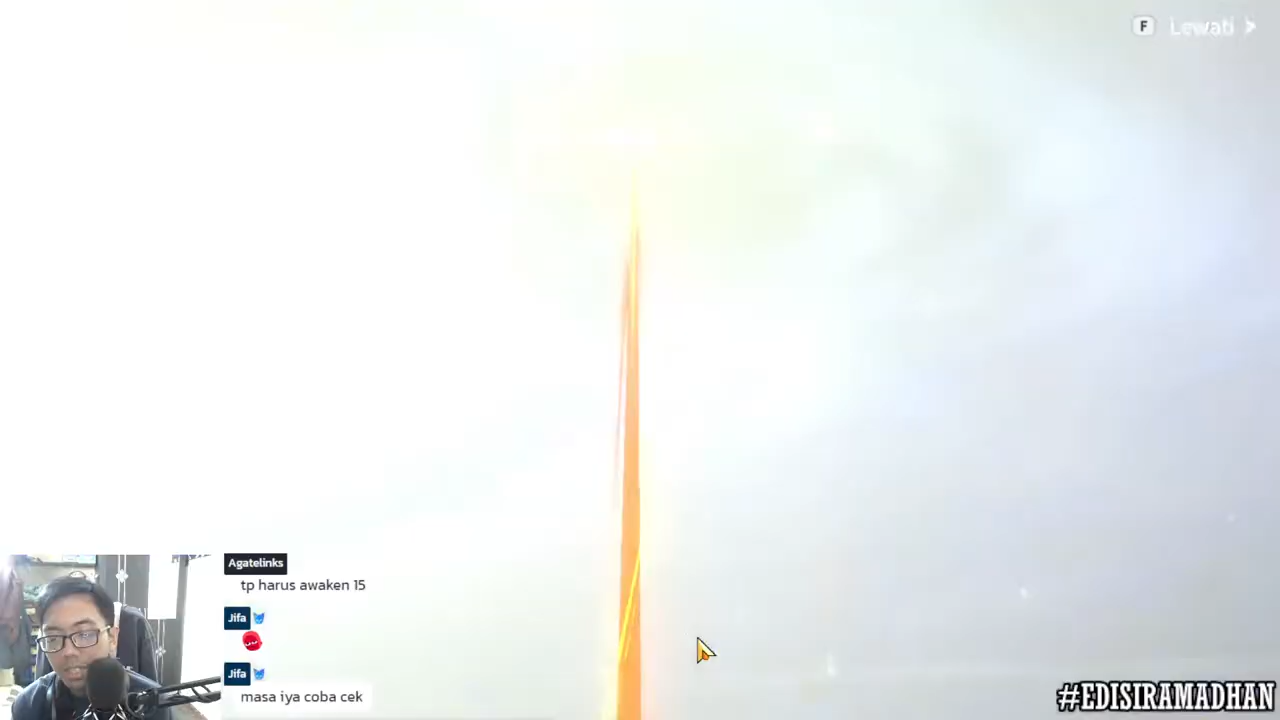 F Lewati >
Agatelinks
tp harus awaken 15
Jifa
Jifa
masa iya coba cek
#EDISIRAMADHAN